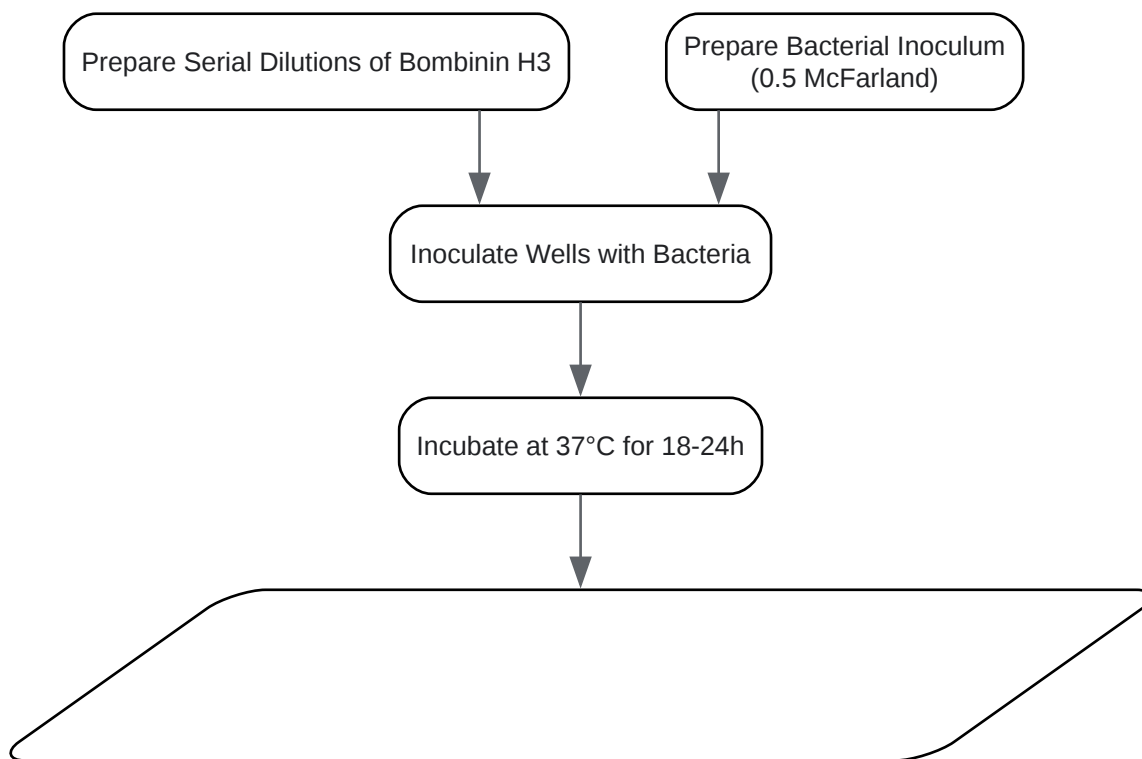 Prepare Serial Dilutions of Bombinin H3
Prepare Bacterial Inoculum
(0.5 McFarland)
Inoculate Wells with Bacteria
Incubate at 37°C for 18-24h